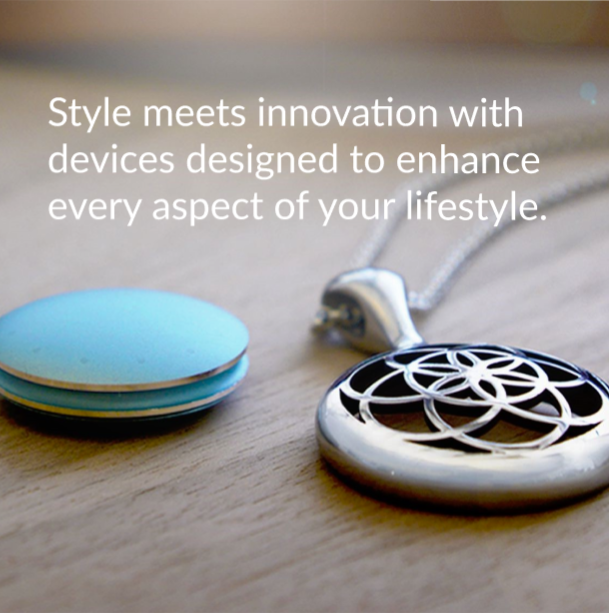 Style meets innovation with
devices designed to enhance
every aspect of your lifestyle.